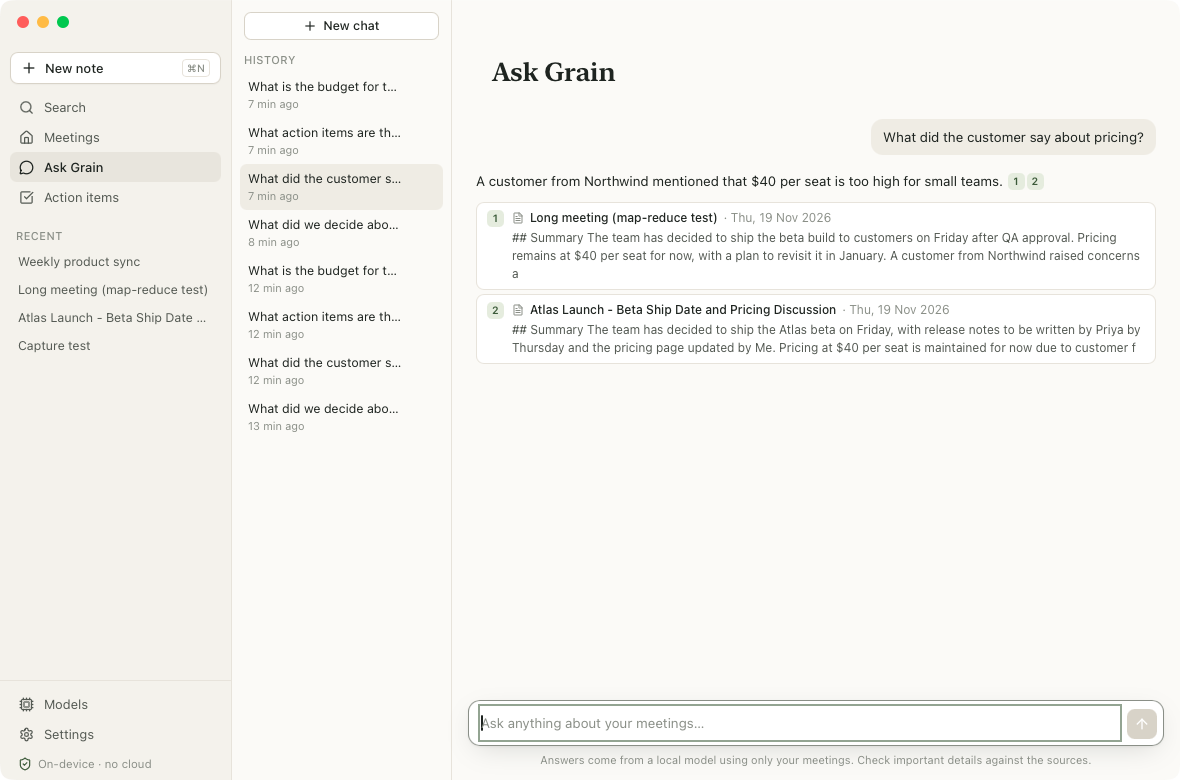 New note
⌘N
Search
Meetings
Ask Grain
Action items
RECENT
Weekly product sync
Long meeting (map-reduce test)
Atlas Launch - Beta Ship Date ...
Capture test
Models
Settings
On-device · no cloud
New chat
HISTORY
What is the budget for t...
7 min ago
What action items are th...
7 min ago
What did the customer s...
7 min ago
What did we decide abo...
8 min ago
What is the budget for t...
12 min ago
What action items are th...
12 min ago
What did the customer s...
12 min ago
What did we decide abo...
13 min ago
Ask Grain
What did the customer say about pricing?
A customer from Northwind mentioned that $40 per seat is too high for small teams. 1 2
1 Long meeting (map-reduce test) · Thu, 19 Nov 2026
## Summary The team has decided to ship the beta build to customers on Friday after QA approval. Pricing
remains at $40 per seat for now, with a plan to revisit it in January. A customer from Northwind raised concerns
a
2 Atlas Launch - Beta Ship Date and Pricing Discussion · Thu, 19 Nov 2026
## Summary The team has decided to ship the Atlas beta on Friday, with release notes to be written by Priya by
Thursday and the pricing page updated by Me. Pricing at $40 per seat is maintained for now due to customer f
Ask anything about your meetings...
Answers come from a local model using only your meetings. Check important details against the sources.